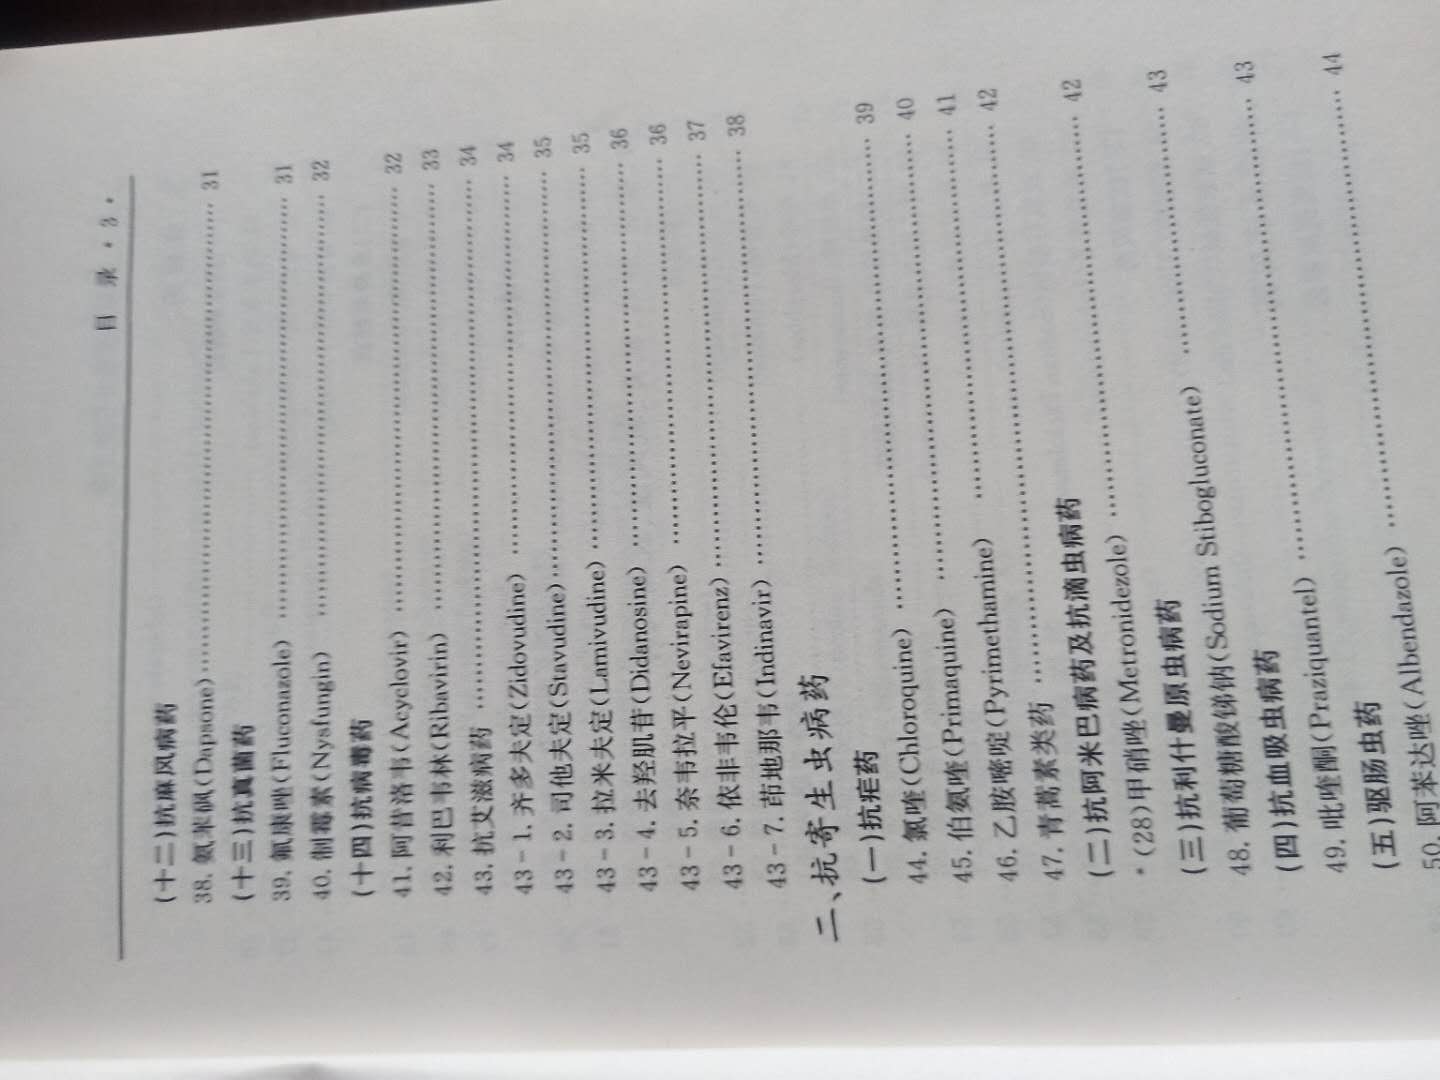 目 录 · 3 ·
(十二)抗麻风病药
38. 氨苯砜(Dapsone)…… 31
(十三)抗真菌药
39. 氟康唑(Fluconazole) …… 31
40. 制霉素(Nysfungin) …… 32
(十四)抗病毒药
41. 阿昔洛韦(Acyclovir) …… 32
42. 利巴韦林(Ribavirin) …… 33
43. 抗艾滋病药 …… 34
43-1. 齐多夫定(Zidovudine) …… 34
43-2. 司他夫定(Stavudine)…… 35
43-3. 拉米夫定(Lamivudine) …… 35
43-4. 去羟肌苷(Didanosine) …… 36
43-5. 奈韦拉平(Nevirapine) …… 36
43-6. 依非韦伦(Efavirenz) …… 37
43-7. 茚地那韦(Indinavir) …… 38
二、抗寄生虫病药
(一)抗疟药 …… 39
44. 氯喹(Chloroquine) …… 40
45. 伯氨喹(Primaquine) …… 41
46. 乙胺嘧啶(Pyrimethamine) …… 42
47. 青蒿素类药 …… 42
(二)抗阿米巴病药及抗滴虫病药
* (28)甲硝唑(Metronidezole) …… 43
(三)抗利什曼原虫病药
48. 葡萄糖酸锑钠(Sodium Stibogluconate) …… 43
(四)抗血吸虫病药
49. 吡喹酮(Praziquantel) …… 44
(五)驱肠虫药
50. 阿苯达唑(Albendazole) ……